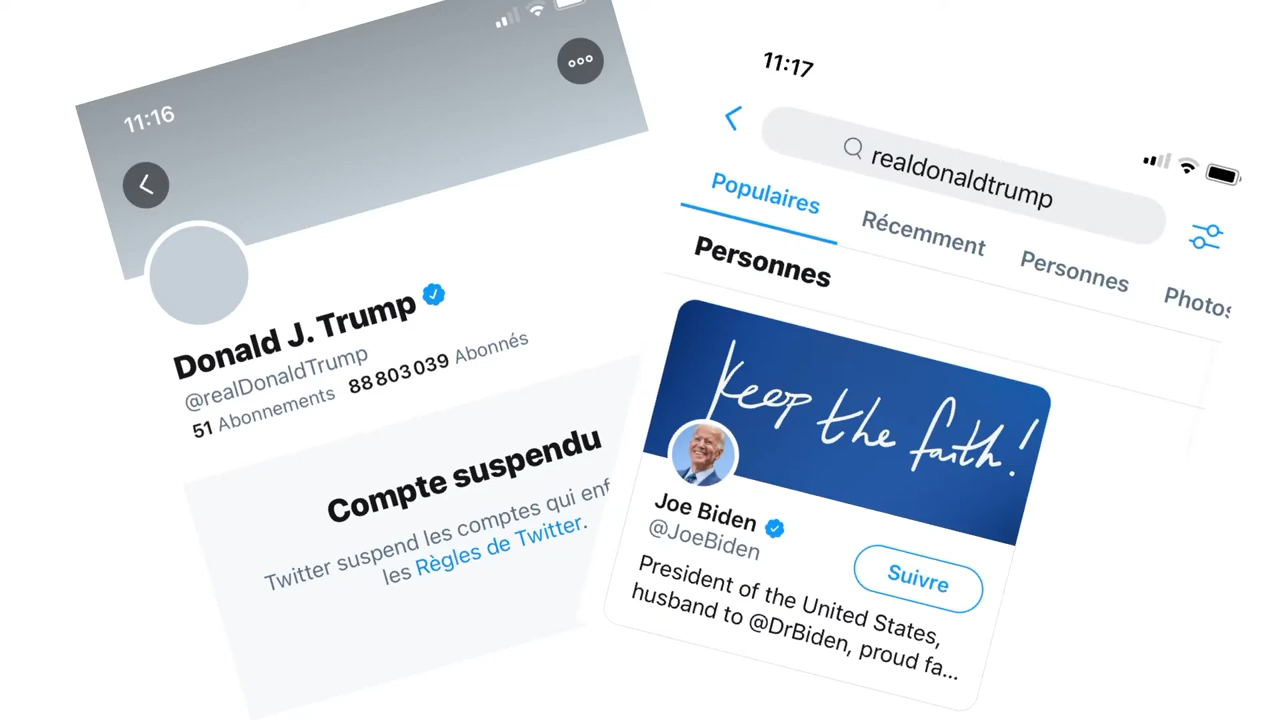 11:16
Donald J. Trump
@realDonaldTrump
51 Abonnements 88 803 039 Abonnés
Compte suspendu
Twitter suspend les comptes qui enf
les Règles de Twitter.
11:17
realdonaldtrump
Populaires Récemment Personnes Photos
Personnes
keep the faith!
Joe Biden
@JoeBiden
Suivre
President of the United States,
husband to @DrBiden, proud fa...